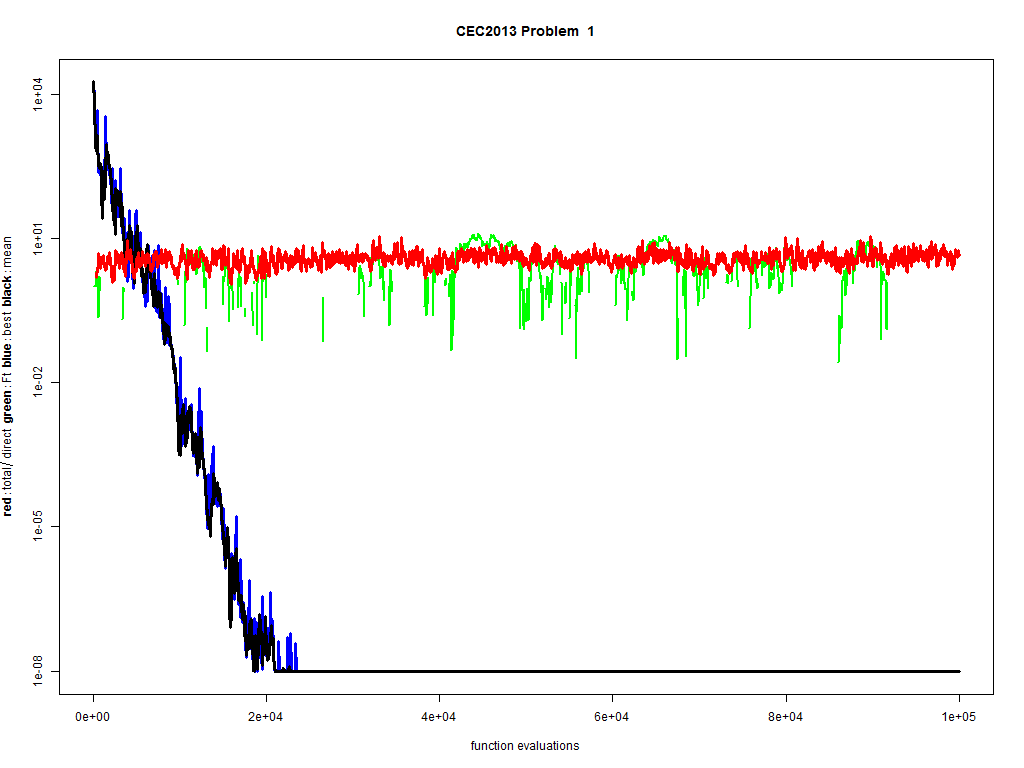 CEC2013 Problem 1
red : total/ direct green : Ft blue : best black : mean
1e+04
1e+01
1e-02
1e-05
1e-08
0e+00 2e+04 4e+04 6e+04 8e+04 1e+05
function evaluations